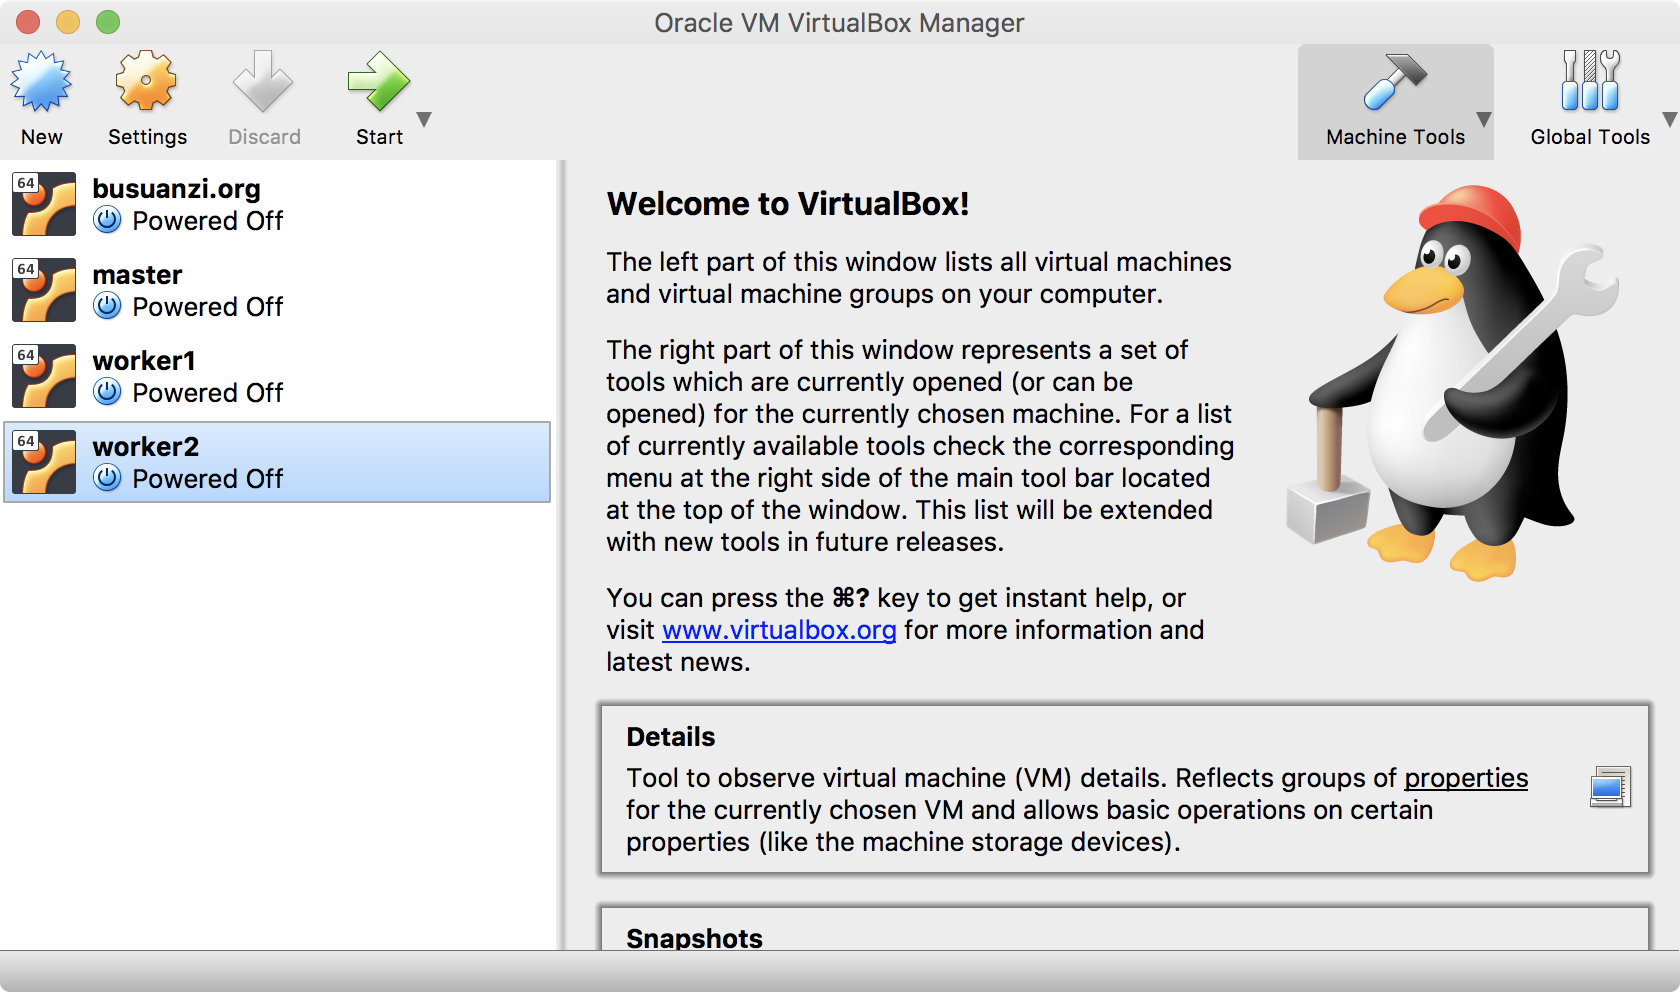 Oracle VM VirtualBox Manager
New Settings Discard Start Machine Tools Global Tools
64 busuanzi.org
Powered Off
64 master
Powered Off
64 worker1
Powered Off
64 worker2
Powered Off
Welcome to VirtualBox!
The left part of this window lists all virtual machines
and virtual machine groups on your computer.
The right part of this window represents a set of
tools which are currently opened (or can be
opened) for the currently chosen machine. For a list
of currently available tools check the corresponding
menu at the right side of the main tool bar located
at the top of the window. This list will be extended
with new tools in future releases.
You can press the ⌘? key to get instant help, or
visit www.virtualbox.org for more information and
latest news.
Details
Tool to observe virtual machine (VM) details. Reflects groups of properties
for the currently chosen VM and allows basic operations on certain
properties (like the machine storage devices).
Snapshots